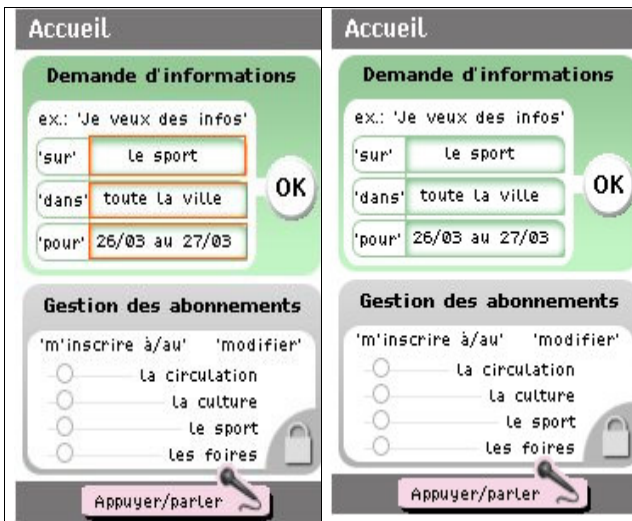 Accueil
Demande d'informations
ex.: 'Je veux des infos'
'sur' le sport
'dans' toute la ville
'pour' 26/03 au 27/03
OK
Gestion des abonnements
'm'inscrire à/au' 'modifier'
la circulation
la culture
le sport
les foires
Appuyer/parler
Accueil
Demande d'informations
ex.: 'Je veux des infos'
'sur' le sport
'dans' toute la ville
'pour' 26/03 au 27/03
OK
Gestion des abonnements
'm'inscrire à/au' 'modifier'
la circulation
la culture
le sport
les foires
Appuyer/parler